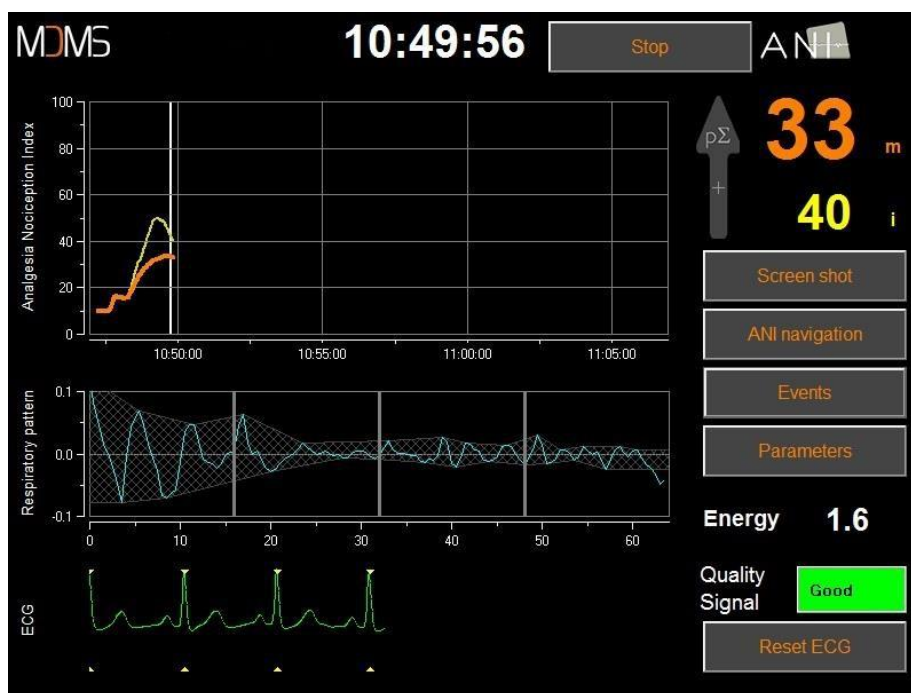 MDMS
10:49:56
Stop
ANI
Analgesia Nociception Index
100
80
60
40
20
0
10:50:00
10:55:00
11:00:00
11:05:00
pΣ
+
33 m
40 i
Screen shot
ANI navigation
Events
Parameters
Respiratory pattern
0.1
0.0
-0.1
0
10
20
30
40
50
60
Energy 1.6
ECG
Quality
Signal
Good
Reset ECG